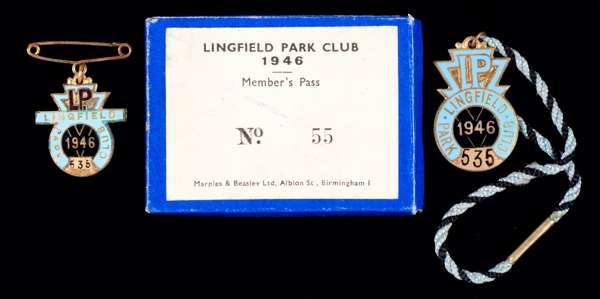 LP
LINGFIELD
PARK CLUB
1946
535
LINGFIELD PARK CLUB
1946
Member's Pass
No. 55
Marples & Beasley Ltd, Albion St, Birmingham 1
LP
LINGFIELD
PARK CLUB
1946
535